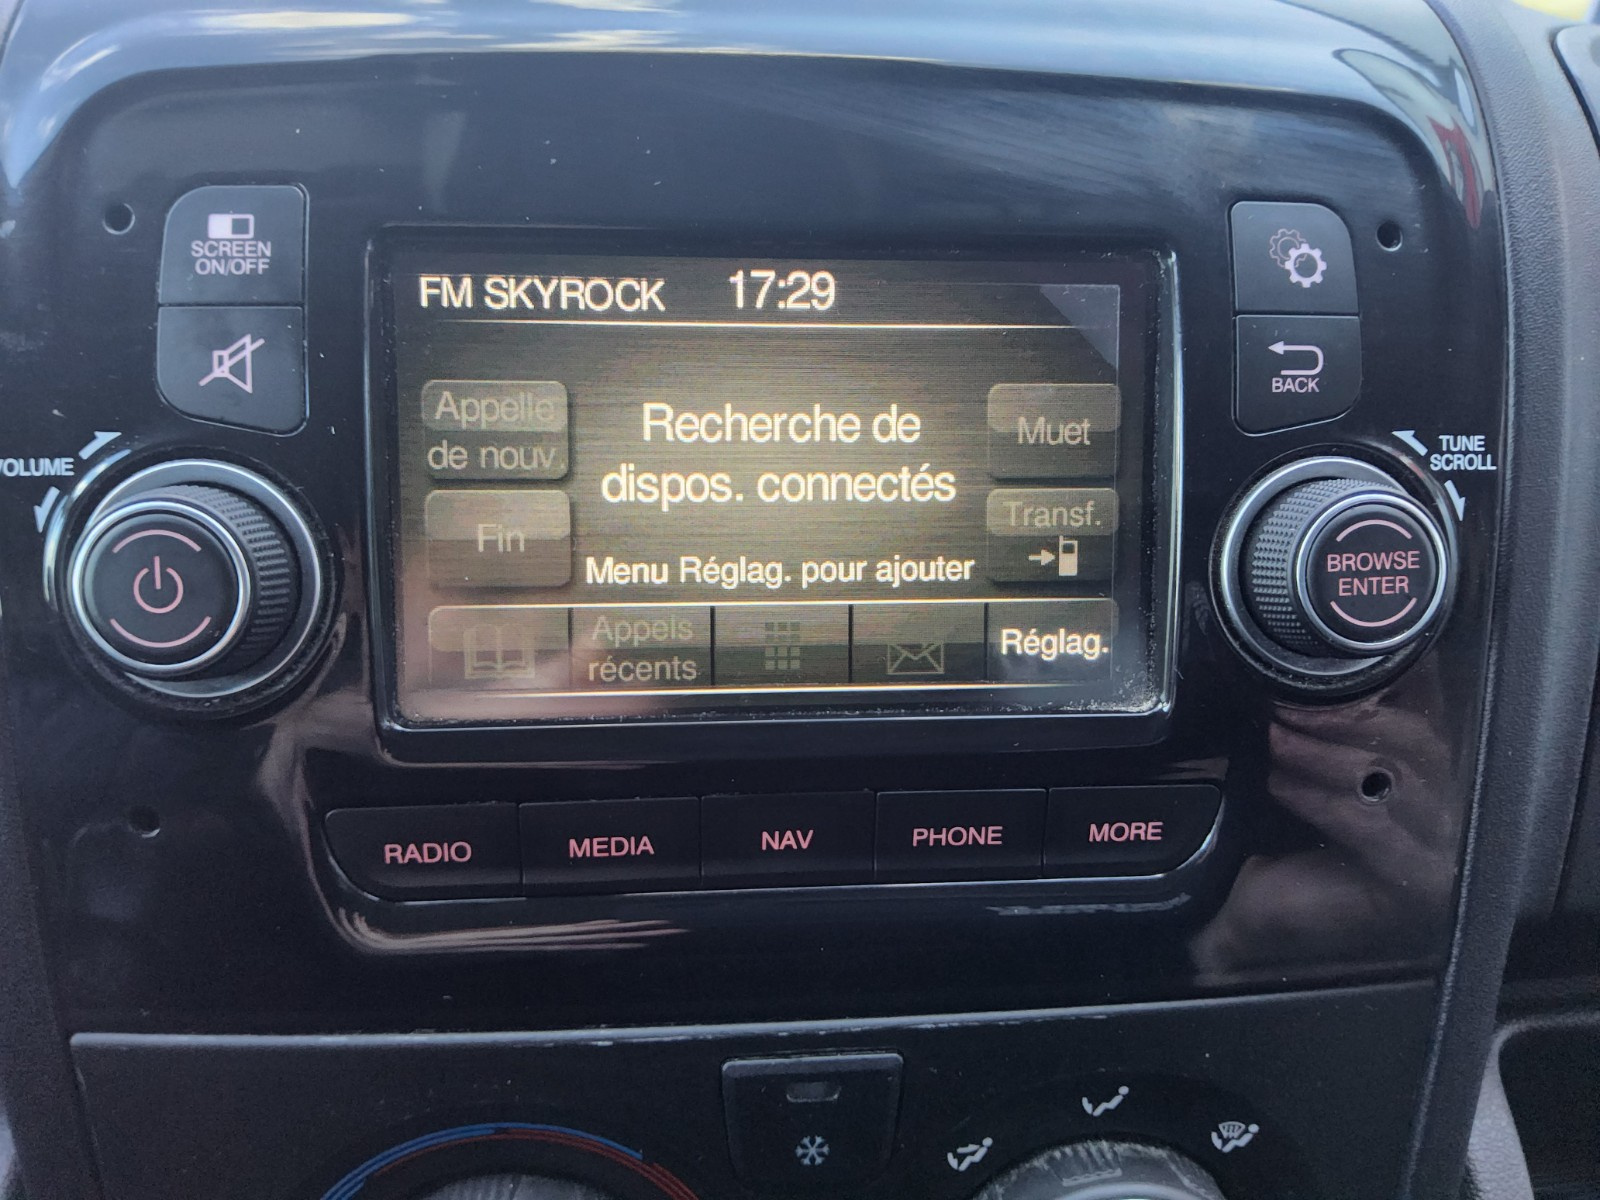 SCREEN
ON/OFF
FM SKYROCK 17:29
BACK
Appelle
de nouv.
Recherche de
dispos. connectés
Muet
VOLUME
TUNE
SCROLL
Fin
Menu Réglag. pour ajouter
Transf.
BROWSE
ENTER
Appels
récents
Réglag.
RADIO MEDIA NAV PHONE MORE